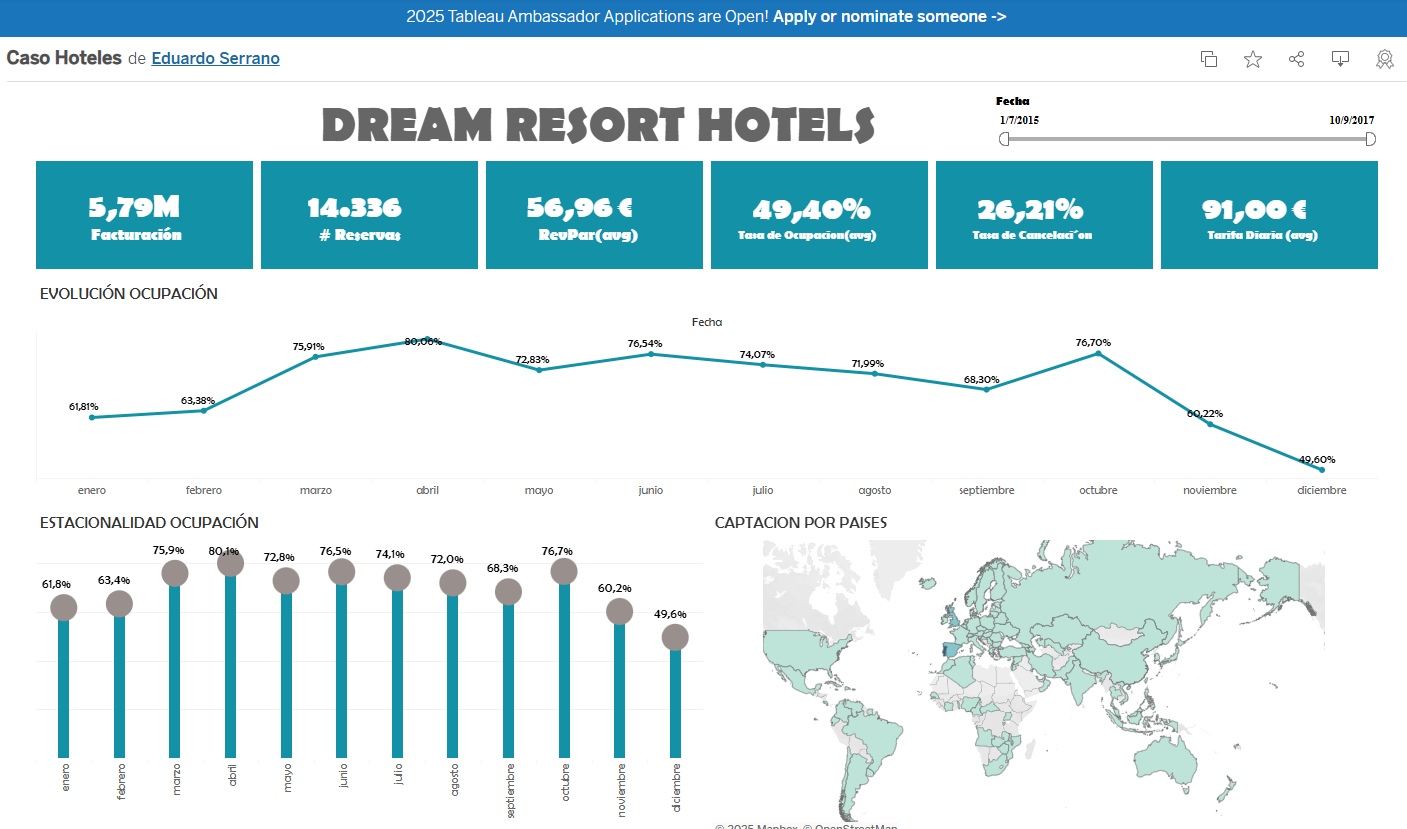 2025 Tableau Ambassador Applications are Open! Apply or nominate someone ->
Caso Hoteles de Eduardo Serrano
DREAM RESORT HOTELS
Fecha
1/7/2015 10/9/2017
5,79M
Facturación
14.336
# Reservas
56,96 €
RevPar(avg)
49,40%
Tasa de Ocupacion(avg)
26,21%
Tasa de Cancelaci´on
91,00 €
Tarifa Diaria (avg)
EVOLUCIÓN OCUPACIÓN
Fecha
61,81% 63,38% 75,91% 80,06% 72,83% 76,54% 74,07% 71,99% 68,30% 76,70% 60,22% 49,60%
enero febrero marzo abril mayo junio julio agosto septiembre octubre noviembre diciembre
ESTACIONALIDAD OCUPACIÓN
61,8% 63,4% 75,9% 80,1% 72,8% 76,5% 74,1% 72,0% 68,3% 76,7% 60,2% 49,6%
enero febrero marzo abril mayo junio julio agosto septiembre octubre noviembre diciembre
CAPTACION POR PAISES
© 2025 Mapbox © OpenStreetMap